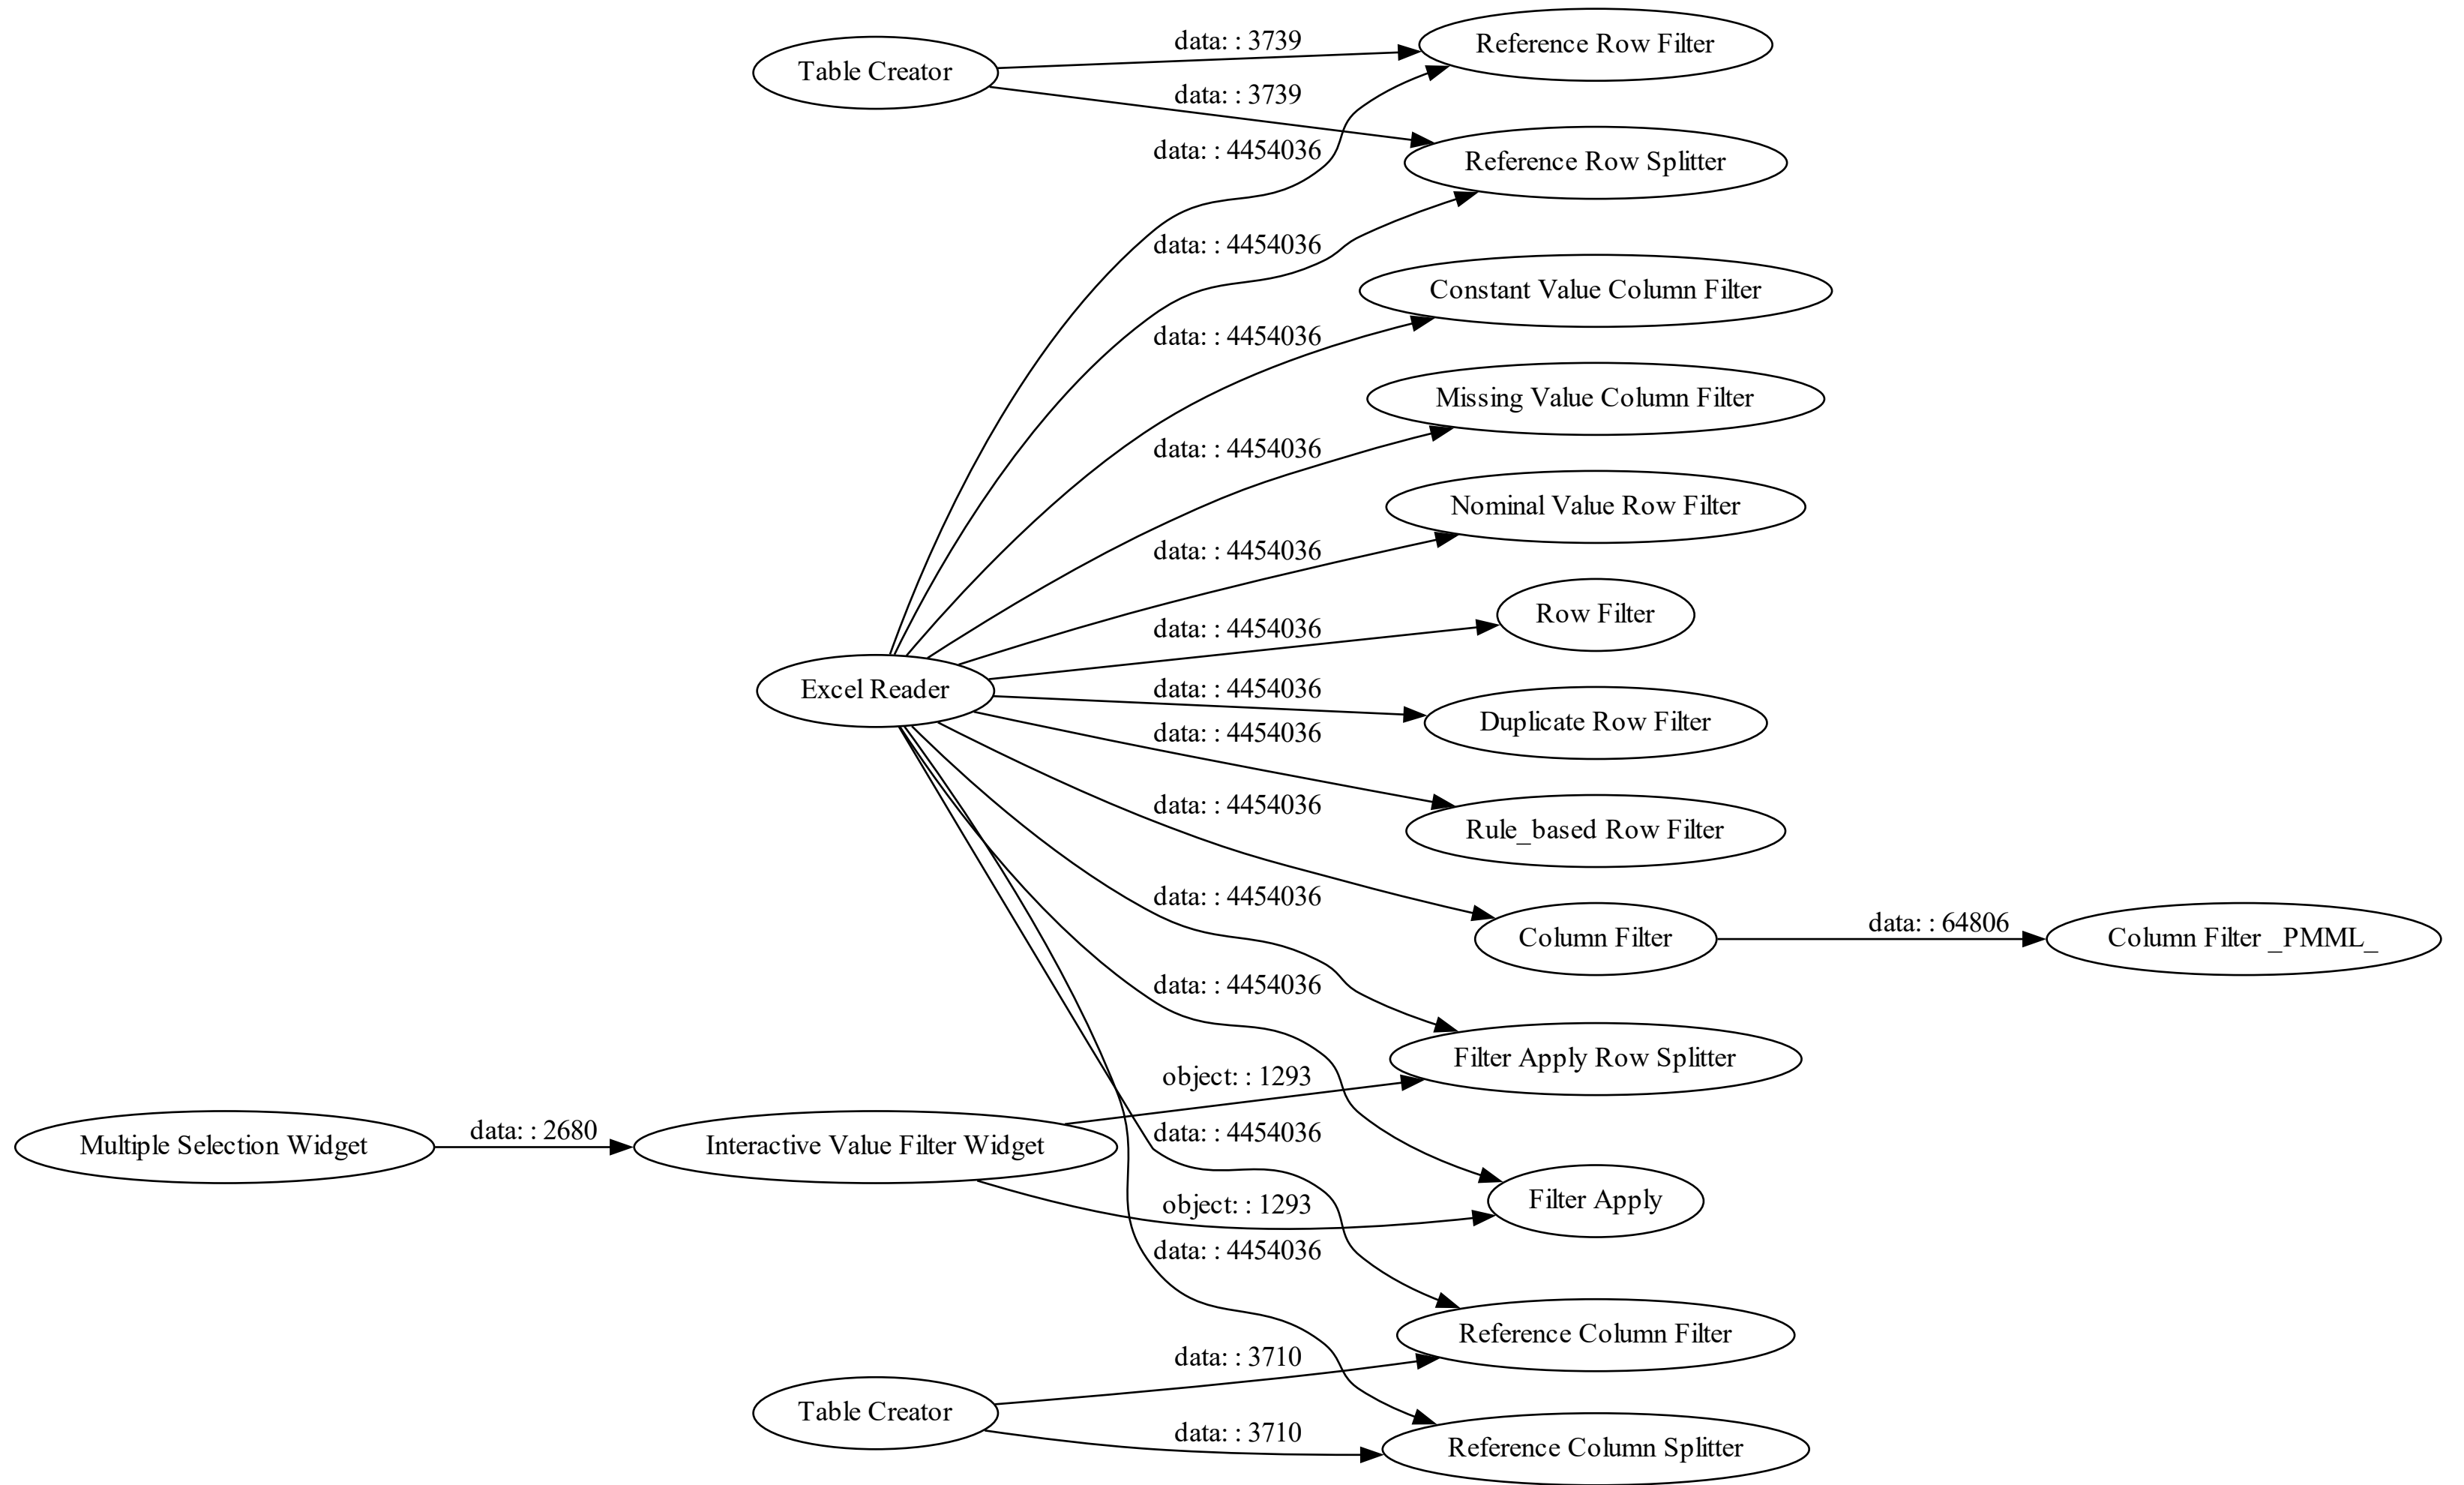 data: : 3739
Reference Row Filter
Table Creator
data: : 3739
data: : 4454036
Reference Row Splitter
data: : 4454036
Constant Value Column Filter
data: : 4454036
Missing Value Column Filter
data: : 4454036
Nominal Value Row Filter
data: : 4454036
Row Filter
data: : 4454036
Excel Reader
data: : 4454036
Duplicate Row Filter
data: : 4454036
data: : 4454036
Rule_based Row Filter
data: : 4454036
Column Filter
data: : 64806
Column Filter _PMML_
data: : 4454036
Filter Apply Row Splitter
object: : 1293
Multiple Selection Widget
data: : 2680
Interactive Value Filter Widget
data: : 4454036
object: : 1293
Filter Apply
data: : 4454036
Reference Column Filter
data: : 3710
Table Creator
data: : 3710
Reference Column Splitter